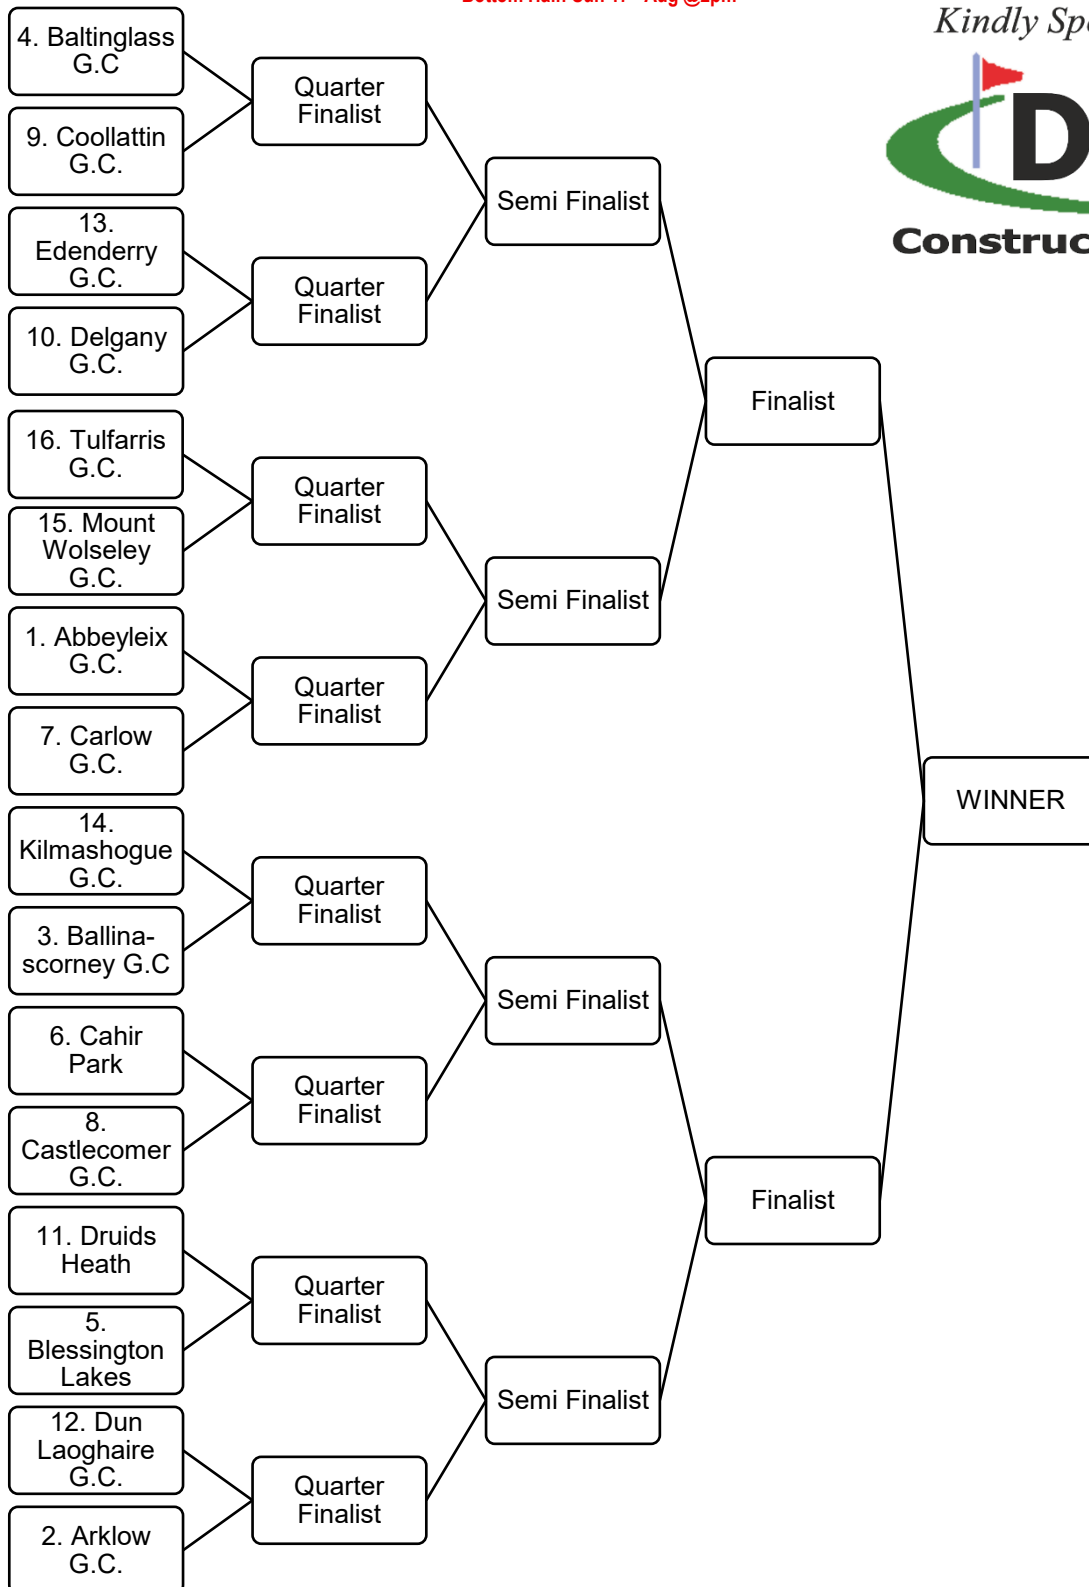 Kindly
4. Baltinglass
G.C
9. Coollattin
G.C.
13.
Edenderry
G.C.
10. Delgany
G.C.
16. Tulfarris
G.C.
15. Mount
Wolseley
G.C.
1. Abbeyleix
G.C.
7. Carlow
G.C.
14.
Kilmashogue
G.C.
3. Ballina-
scorney G.C
6. Cahir
Park
8.
Castlecomer
G.C.
11. Druids
Heath
5.
Blessington
Lakes
12. Dun
Laoghaire
G.C.
2. Arklow
G.C.
Quarter
Finalist
Quarter
Finalist
Quarter
Finalist
Quarter
Finalist
Quarter
Finalist
Quarter
Finalist
Quarter
Finalist
Quarter
Finalist
Semi Finalist
Semi Finalist
Semi Finalist
Semi Finalist
Finalist
Finalist
WINNER